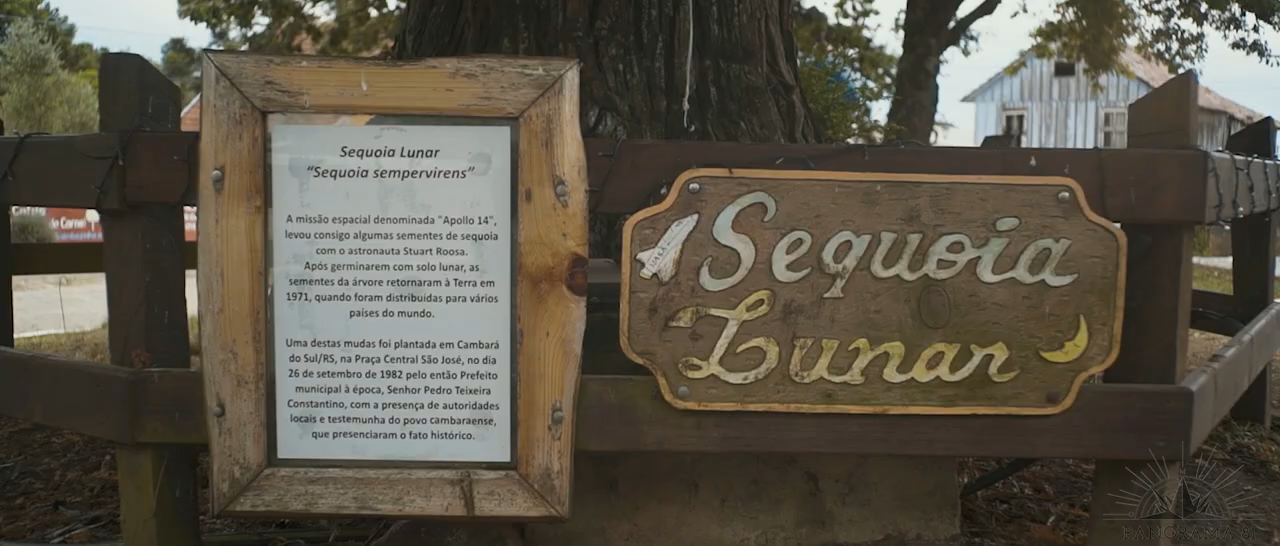 Sequoia Lunar
"Sequoia sempervirens"
A missão espacial denominada "Apollo 14",
levou consigo algumas sementes de sequoia
com o astronauta Stuart Roosa.
Após germinarem com solo lunar, as
sementes da árvore retornaram à Terra em
1971, quando foram distribuídas para vários
países do mundo.
Uma destas mudas foi plantada em Cambará
do Sul/RS, na Praça Central São José, no dia
26 de setembro de 1982 pelo então Prefeito
municipal à época, Senhor Pedro Teixeira
Constantino, com a presença de autoridades
locais e testemunha do povo cambaraense,
que presenciaram o fato histórico.
Sequoia
Lunar